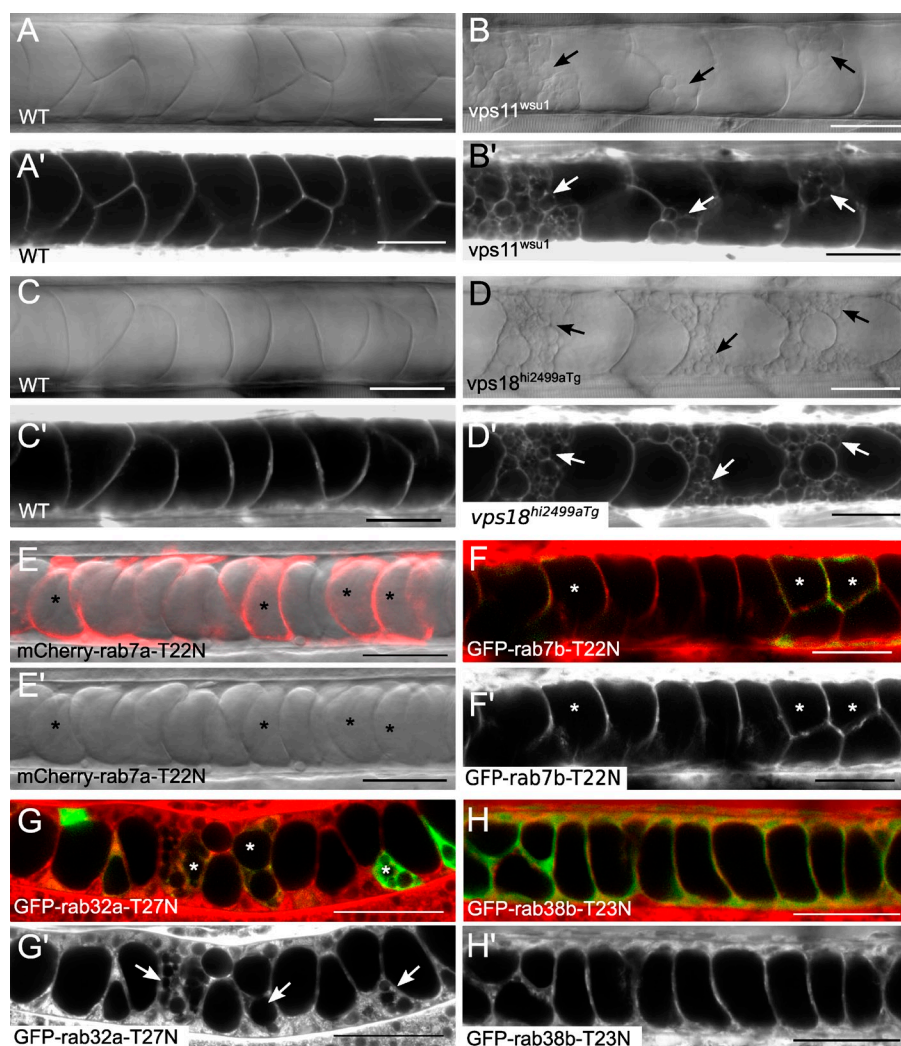 A
WT
B
vps11wsu1
A'
WT
B'
vps11wsu1
C
WT
D
vps18hi2499aTg
C'
WT
D'
vps18hi2499aTg
E
mCherry-rab7a-T22N
F
GFP-rab7b-T22N
E'
mCherry-rab7a-T22N
F'
GFP-rab7b-T22N
G
GFP-rab32a-T27N
H
GFP-rab38b-T23N
G'
GFP-rab32a-T27N
H'
GFP-rab38b-T23N